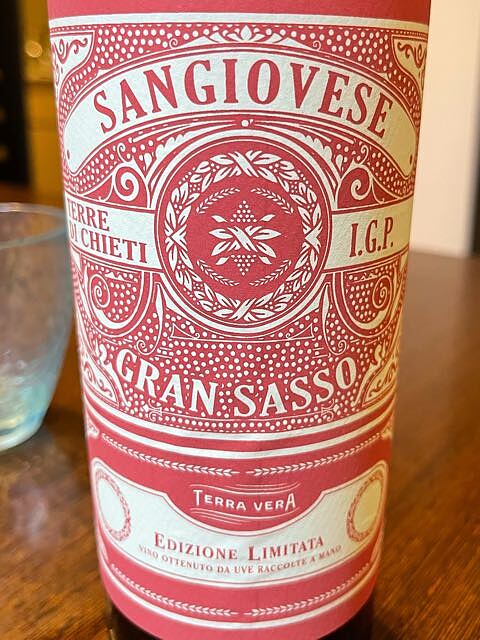 SANGIOVESE
TERRE
DI CHIETI
I.G.P.
GRAN SASSO
TERRA VERA
EDIZIONE LIMITATA
VINO OTTENUTO DA UVE RACCOLTE A MANO